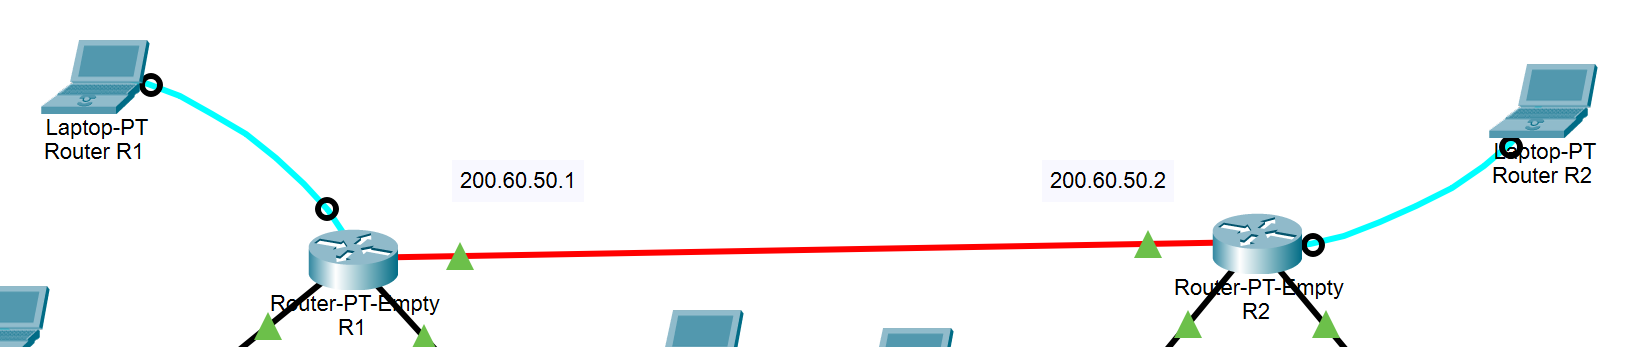 Laptop-PT
Router R1
200.60.50.1
200.60.50.2
Laptop-PT
Router R2
Router-PT-Empty
R1
Router-PT-Empty
R2